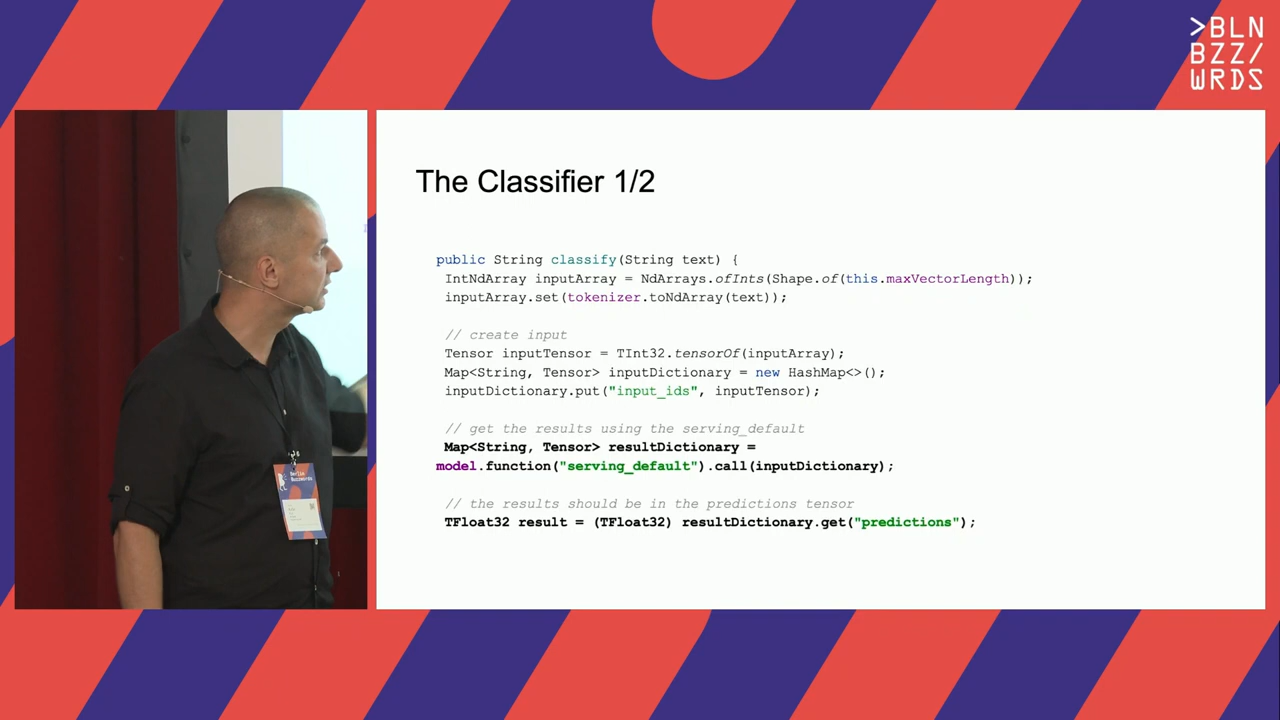 >BLN
BZZ/
WRDS
The Classifier 1/2
public String classify(String text) {
IntNdArray inputArray = NdArrays.ofInts(Shape.of(this.maxVectorLength));
inputArray.set(tokenizer.toNdArray(text));
// create input
Tensor inputTensor = TInt32.tensorOf(inputArray);
Map<String, Tensor> inputDictionary = new HashMap<>();
inputDictionary.put("input_ids", inputTensor);
// get the results using the serving_default
Map<String, Tensor> resultDictionary =
model.function("serving_default").call(inputDictionary);
// the results should be in the predictions tensor
TFloat32 result = (TFloat32) resultDictionary.get("predictions");
Berlin
Buzzwords